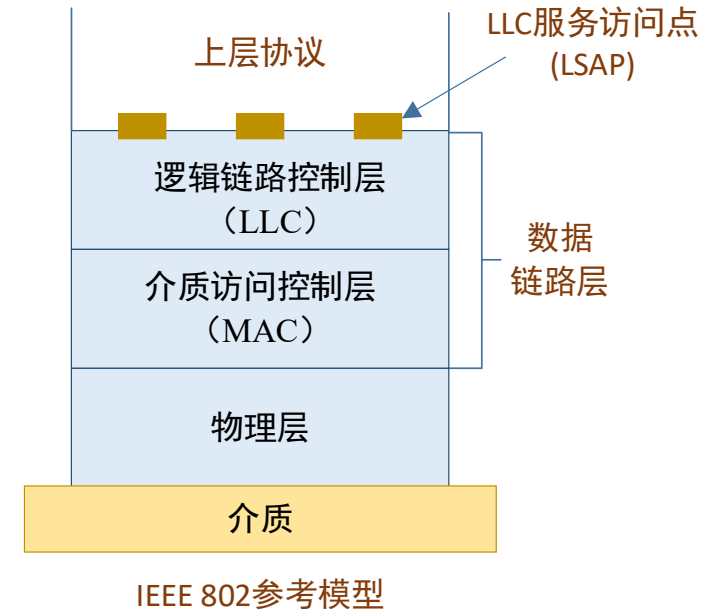 LLC服务访问点
(LSAP)
上层协议
逻辑链路控制层
（LLC）
数据
链路层
介质访问控制层
（MAC）
物理层
介质
IEEE 802参考模型